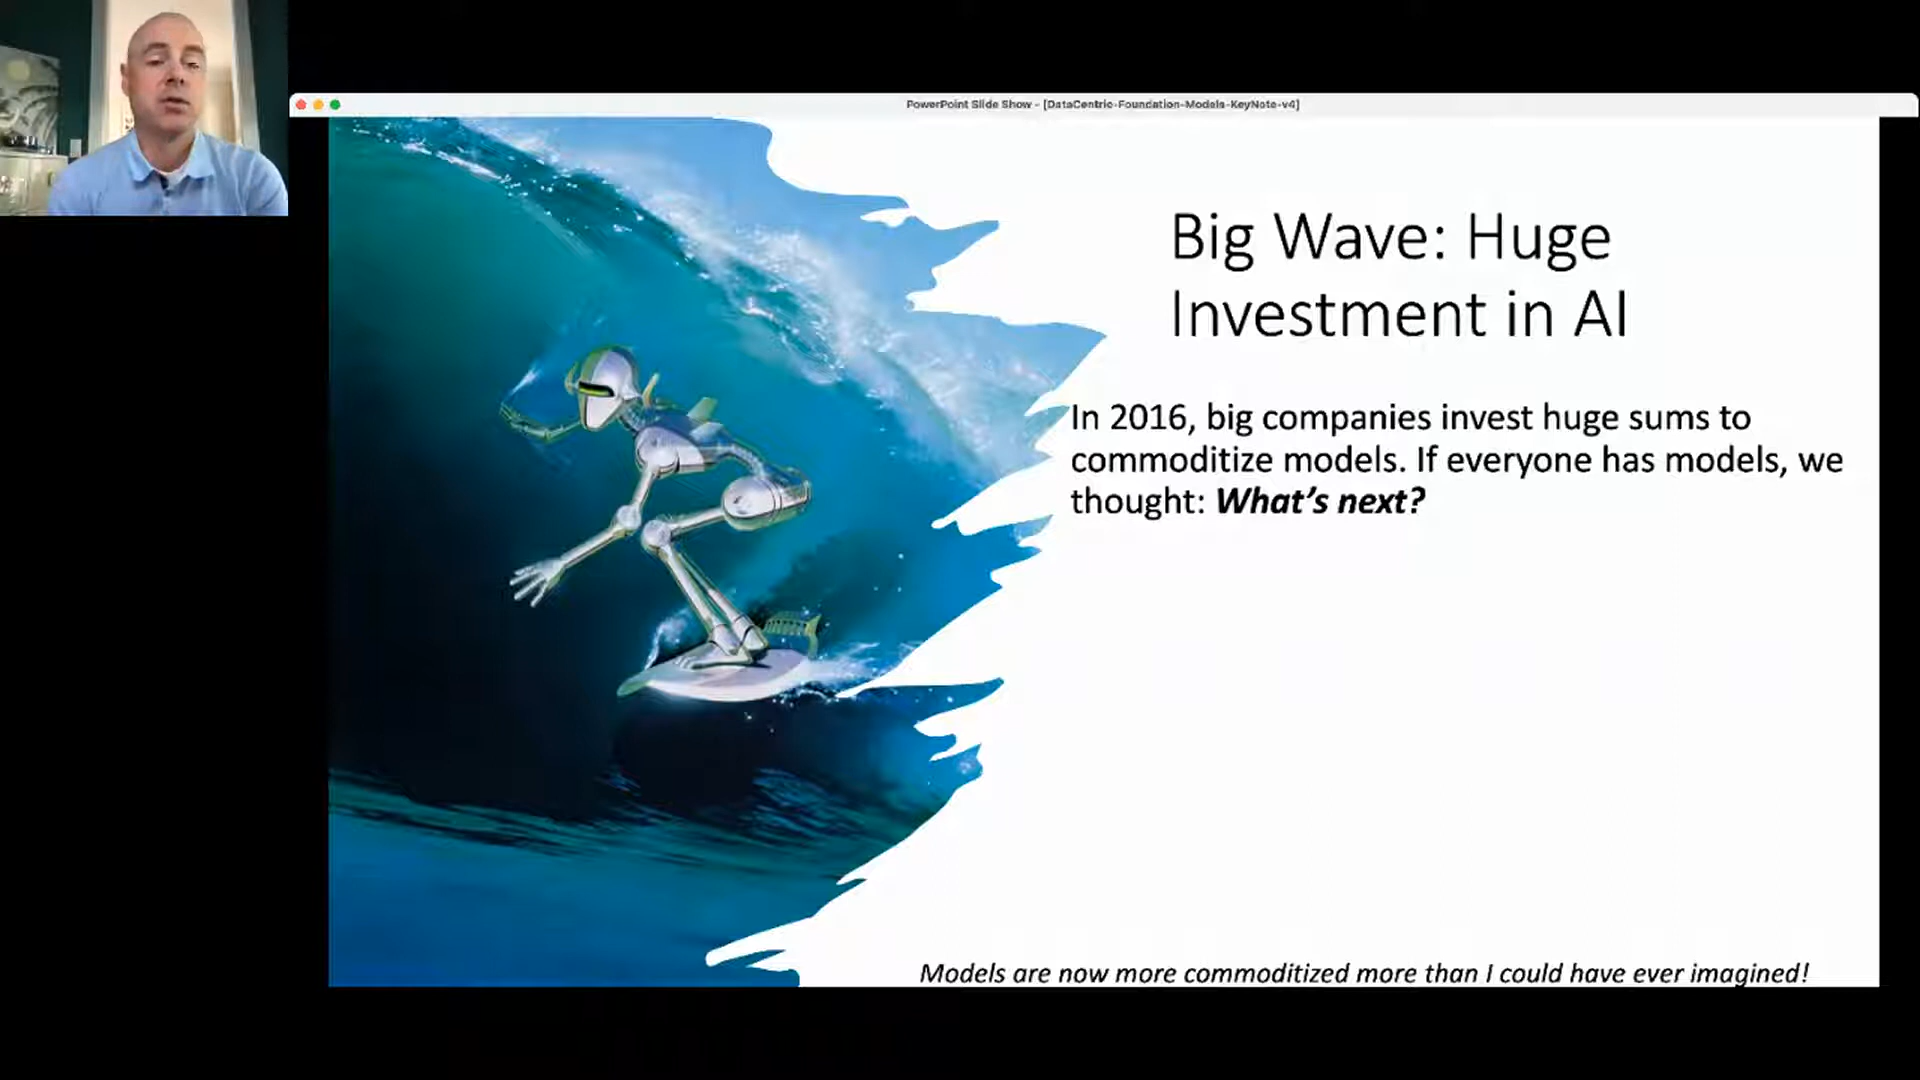 PowerPoint Slide Show - [DataCentric-Foundation-Models-KeyNote-v4]
Big Wave: Huge
Investment in AI
In 2016, big companies invest huge sums to
commoditize models. If everyone has models, we
thought: What's next?
Models are now more commoditized more than I could have ever imagined!